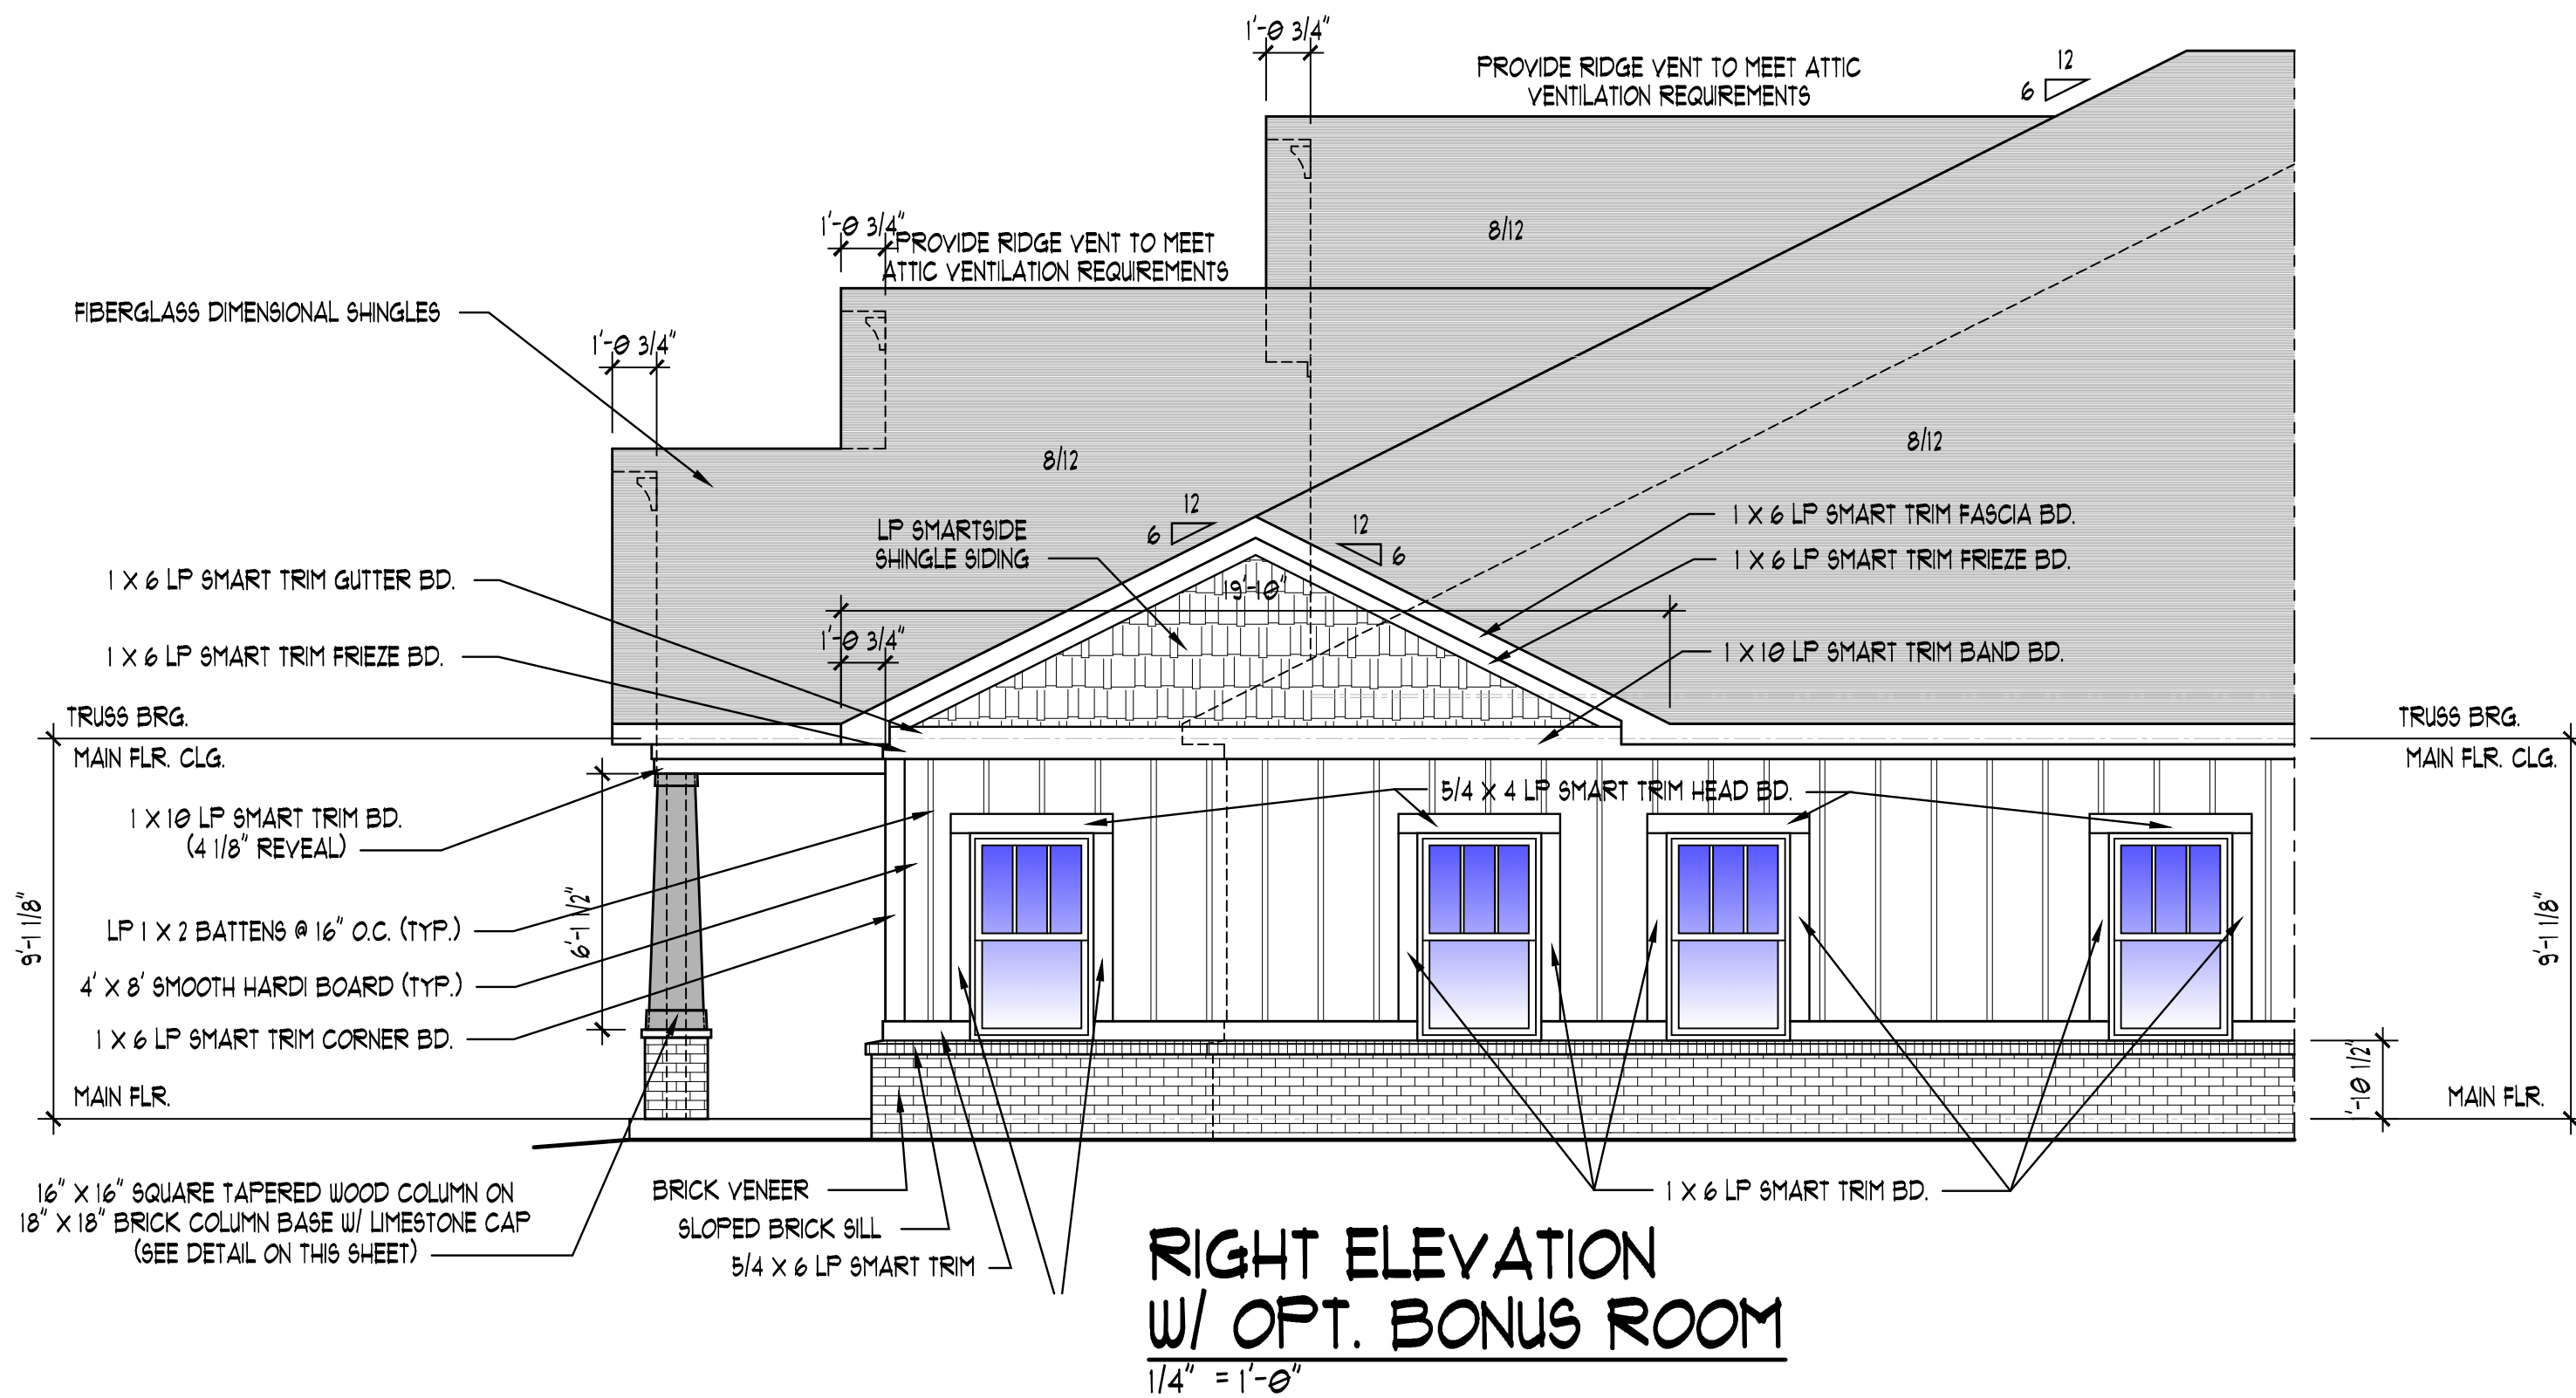 1'-0 3/4"
PROVIDE RIDGE VENT TO MEET ATTIC
VENTILATION REQUIREMENTS
12
6
8/12
1'-0 3/4"
PROVIDE RIDGE VENT TO MEET
ATTIC VENTILATION REQUIREMENTS
FIBERGLASS DIMENSIONAL SHINGLES
1'-0 3/4"
8/12
8/12
12
6
12
6
LP SMARTSIDE
SHINGLE SIDING
1 X 6 LP SMART TRIM FASCIA BD.
1 X 6 LP SMART TRIM FRIEZE BD.
1 X 10 LP SMART TRIM BAND BD.
19'-10"
1'-0 3/4"
1 X 6 LP SMART TRIM GUTTER BD.
1 X 6 LP SMART TRIM FRIEZE BD.
TRUSS BRG.
MAIN FLR. CLG.
TRUSS BRG.
MAIN FLR. CLG.
1 X 10 LP SMART TRIM BD.
(4 1/8" REVEAL)
5/4 X 4 LP SMART TRIM HEAD BD.
9'-1 1/8"
6'-1 1/2"
LP 1 X 2 BATTENS @ 16" O.C. (TYP.)
4' X 8' SMOOTH HARDI BOARD (TYP.)
1 X 6 LP SMART TRIM CORNER BD.
MAIN FLR.
9'-1 1/8"
'-10 1/2"
MAIN FLR.
16" X 16" SQUARE TAPERED WOOD COLUMN ON
18" X 18" BRICK COLUMN BASE W/ LIMESTONE CAP
(SEE DETAIL ON THIS SHEET)
BRICK VENEER
SLOPED BRICK SILL
5/4 X 6 LP SMART TRIM
1 X 6 LP SMART TRIM BD.
RIGHT ELEVATION
W/ OPT. BONUS ROOM
1/4" = 1'-0"